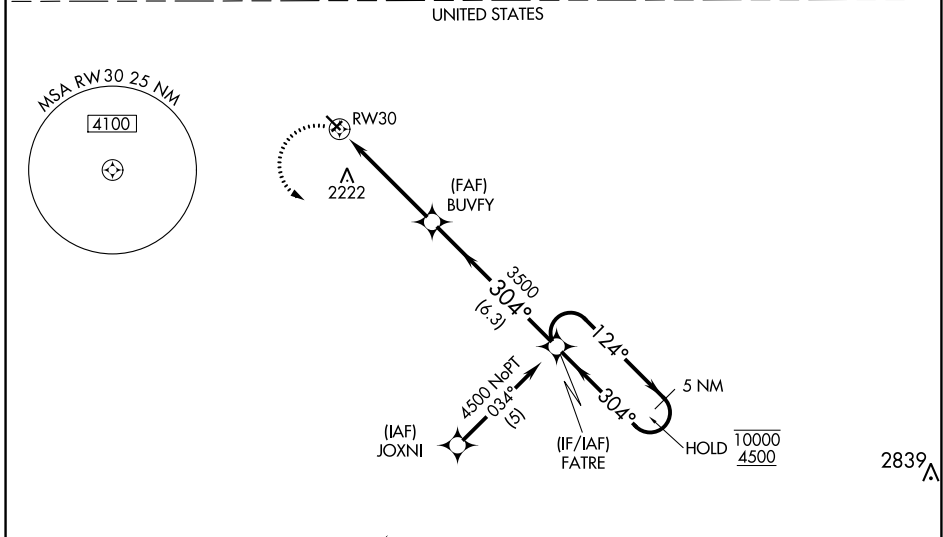 UNITED STATES
MSA RW30 25 NM
4100
RW30
2222
(FAF)
BUVFY
3500
304°
(6.3)
124°
5 NM
304°
4500 NoPT
034°
(5)
(IAF)
JOXNI
(IF/IAF)
FATRE
HOLD
10000
4500
2839